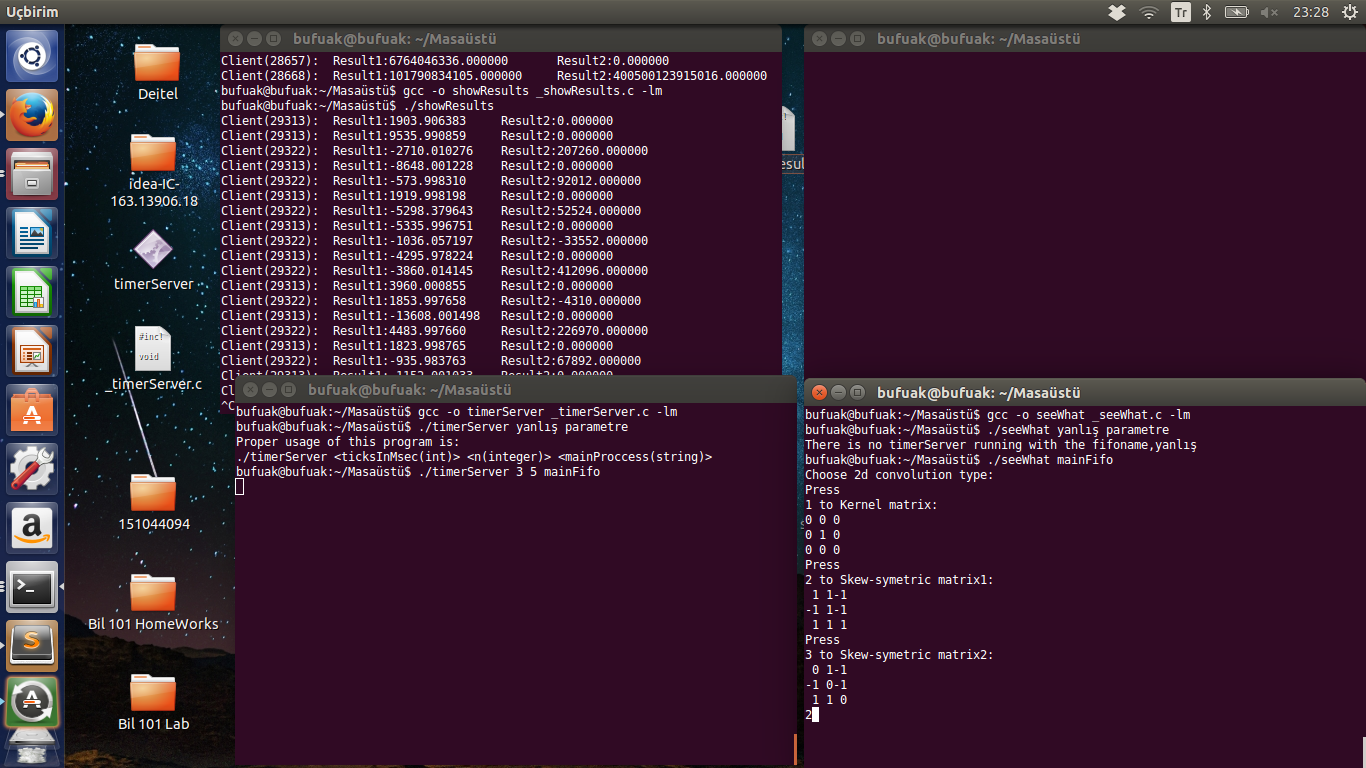 Uçbirim
Tr
23:28
Deitel
idea-IC-
163.13906.18
timerServer
#inc!
void
_timerServer.c
151044094
Bil 101 HomeWorks
Bil 101 Lab
bufuak@bufuak: ~/Masaüstü
Client(28657): Result1:6764046336.000000 Result2:0.000000
Client(28668): Result1:101790834105.000000 Result2:400500123915016.000000
bufuak@bufuak:~/Masaüstü$ gcc -o showResults _showResults.c -lm
bufuak@bufuak:~/Masaüstü$ ./showResults
Client(29313): Result1:1903.906383 Result2:0.000000
Client(29313): Result1:9535.990859 Result2:0.000000
Client(29322): Result1:-2710.010276 Result2:207260.000000
Client(29313): Result1:-8648.001228 Result2:0.000000
Client(29322): Result1:-573.998310 Result2:92012.000000
Client(29313): Result1:1919.998198 Result2:0.000000
Client(29322): Result1:-5298.379643 Result2:52524.000000
Client(29313): Result1:-5335.996751 Result2:0.000000
Client(29322): Result1:-1036.057197 Result2:-33552.000000
Client(29313): Result1:-4295.978224 Result2:0.000000
Client(29322): Result1:-3860.014145 Result2:412096.000000
Client(29313): Result1:3960.000855 Result2:0.000000
Client(29322): Result1:1853.997658 Result2:-4310.000000
Client(29313): Result1:-13608.001498 Result2:0.000000
Client(29322): Result1:4483.997660 Result2:226970.000000
Client(29313): Result1:1823.998765 Result2:0.000000
Client(29322): Result1:-935.983763 Result2:67892.000000
Client(29313): Result1:-1152.001033 Result2:0.000000
Cl
^C
esul
bufuak@bufuak: ~/Masaüstü
bufuak@bufuak: ~/Masaüstü
bufuak@bufuak:~/Masaüstü$ gcc -o timerServer _timerServer.c -lm
bufuak@bufuak:~/Masaüstü$ ./timerServer yanlış parametre
Proper usage of this program is:
./timerServer <ticksInMsec(int)> <n(integer)> <mainProccess(string)>
bufuak@bufuak:~/Masaüstü$ ./timerServer 3 5 mainFifo
bufuak@bufuak: ~/Masaüstü
bufuak@bufuak:~/Masaüstü$ gcc -o seeWhat _seeWhat.c -lm
bufuak@bufuak:~/Masaüstü$ ./seeWhat yanlış parametre
There is no timerServer running with the fifoname,yanlış
bufuak@bufuak:~/Masaüstü$ ./seeWhat mainFifo
Choose 2d convolution type:
Press
1 to Kernel matrix:
0 0 0
0 1 0
0 0 0
Press
2 to Skew-symetric matrix1:
1 1-1
-1 1-1
1 1 1
Press
3 to Skew-symetric matrix2:
0 1-1
-1 0-1
1 1 0
2